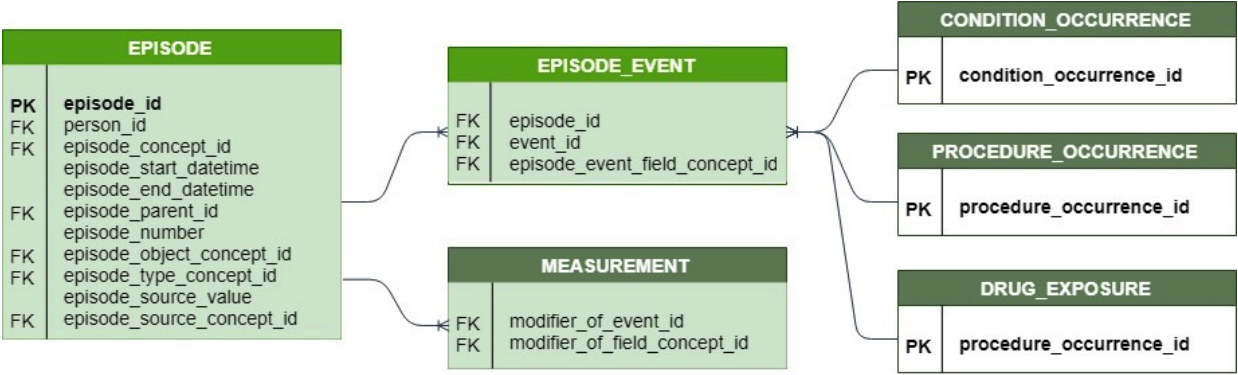 EPISODE
PK episode_id
FK person_id
FK episode_concept_id
episode_start_datetime
episode_end_datetime
FK episode_parent_id
episode_number
FK episode_object_concept_id
FK episode_type_concept_id
episode_source_value
FK episode_source_concept_id
EPISODE_EVENT
FK episode_id
FK event_id
FK episode_event_field_concept_id
MEASUREMENT
FK modifier_of_event_id
FK modifier_of_field_concept_id
CONDITION_OCCURRENCE
PK condition_occurrence_id
PROCEDURE_OCCURRENCE
PK procedure_occurrence_id
DRUG_EXPOSURE
PK procedure_occurrence_id